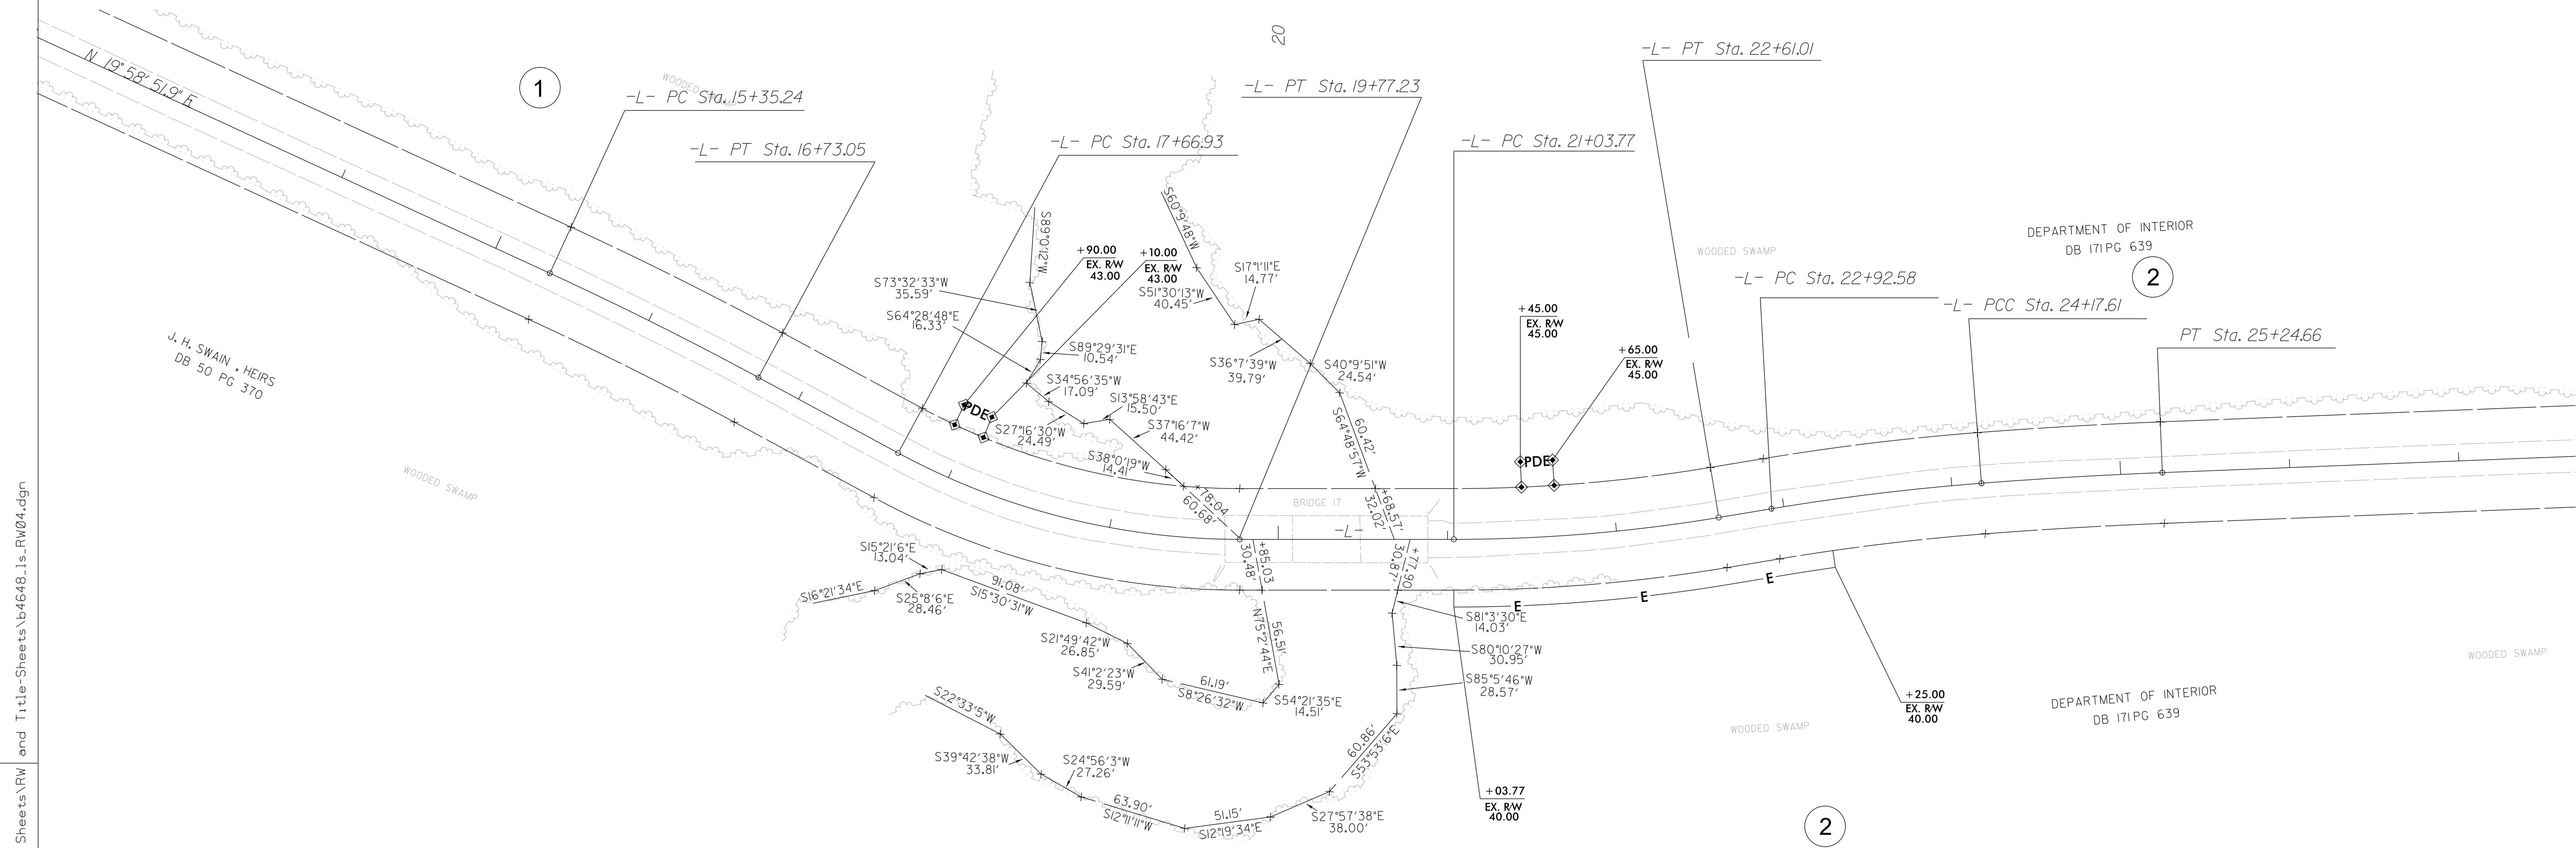 20
-L- PT Sta. 22+61.01
N 19°58'51.9" E
1
WOODED SWAMP
-L- PC Sta. 15+35.24
-L- PT Sta. 19+77.23
-L- PT Sta. 16+73.05
-L- PC Sta. 17+66.93
-L- PC Sta. 21+03.77
S89°0'12"W
S60°9'48"W
DEPARTMENT OF INTERIOR
DB 171 PG 639
2
WOODED SWAMP
-L- PC Sta. 22+92.58
-L- PCC Sta. 24+17.61
PT Sta. 25+24.66
+90.00
EX. R/W
43.00
+10.00
EX. R/W
43.00
S73°32'33"W
35.59'
S64°28'48"E
16.33'
S89°29'31"E
10.54'
S34°56'35"W
17.09'
S13°58'43"E
15.50'
S27°16'30"W
24.49'
S37°16'7"W
44.42'
S38°0'19"W
14.41'
S51°30'13"W
40.45'
S17°1'11"E
14.77'
S36°7'39"W
39.79'
S40°9'51"W
24.54'
60.42'
S64°48'57"W
+45.00
EX. R/W
45.00
+65.00
EX. R/W
45.00
PDE
PDE
J. H. SWAIN , HEIRS
DB 50 PG 370
WOODED SWAMP
78.04
60.68'
BRIDGE 17
-L-
+68.57
32.02'
+85.03
30.48'
+77.90
30.87'
S15°21'6"E
13.04'
S16°21'34"E
S25°8'6"E
28.46'
91.08'
S15°30'31"W
S21°49'42"W
26.85'
S41°2'23"W
29.59'
61.19'
S8°26'32"W
56.51'
N75°2'44"E
S54°21'35"E
14.51'
E
E
E
S81°3'30"E
14.03'
S80°10'27"W
30.95'
S85°5'46"W
28.57'
60.86'
S53°53'6"E
S22°33'5"W
S39°42'38"W
33.81'
S24°56'3"W
27.26'
63.90'
S12°11'11"W
51.15'
S12°19'34"E
S27°57'38"E
38.00'
+03.77
EX. R/W
40.00
+25.00
EX. R/W
40.00
WOODED SWAMP
DEPARTMENT OF INTERIOR
DB 171 PG 639
WOODED SWAMP
2
Sheets\RW and Title-Sheets\b4648_ls_RW04.dgn